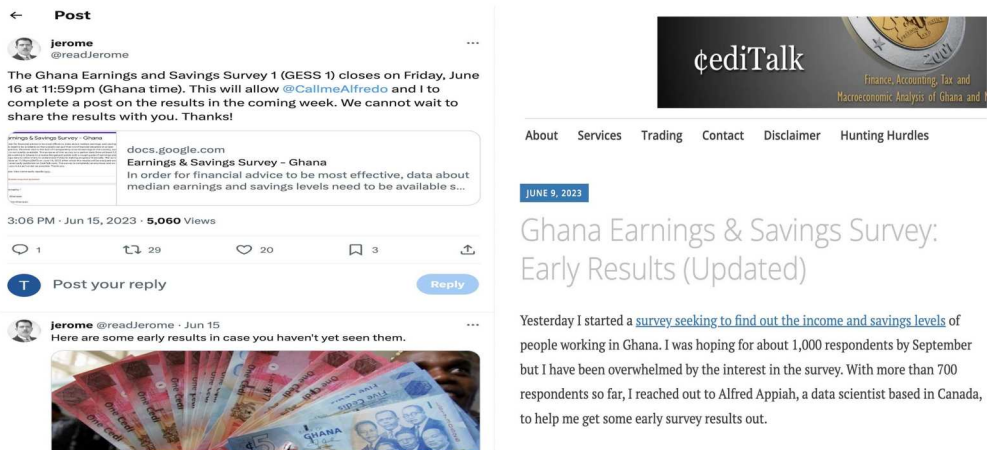 Post
jerome
@readJerome
The Ghana Earnings and Savings Survey 1 (GESS 1) closes on Friday, June
16 at 11:59pm (Ghana time). This will allow @CallmeAlfredo and I to
complete a post on the results in the coming week. We cannot wait to
share the results with you. Thanks!
Earnings & Savings Survey - Ghana
docs.google.com
Earnings & Savings Survey - Ghana
In order for financial advice to be most effective, data about
median earnings and savings levels need to be available s...
3:06 PM · Jun 15, 2023 · 5,060 Views
1 29 20 3
T Post your reply Reply
jerome @readJerome · Jun 15
Here are some early results in case you haven't yet seen them.
One Cedi
GHANA
5
¢ediTalk
2007
Finance, Accounting, Tax and
Macroeconomic Analysis of Ghana and
About Services Trading Contact Disclaimer Hunting Hurdles
JUNE 9, 2023
Ghana Earnings & Savings Survey:
Early Results (Updated)
Yesterday I started a survey seeking to find out the income and savings levels of
people working in Ghana. I was hoping for about 1,000 respondents by September
but I have been overwhelmed by the interest in the survey. With more than 700
respondents so far, I reached out to Alfred Appiah, a data scientist based in Canada,
to help me get some early survey results out.